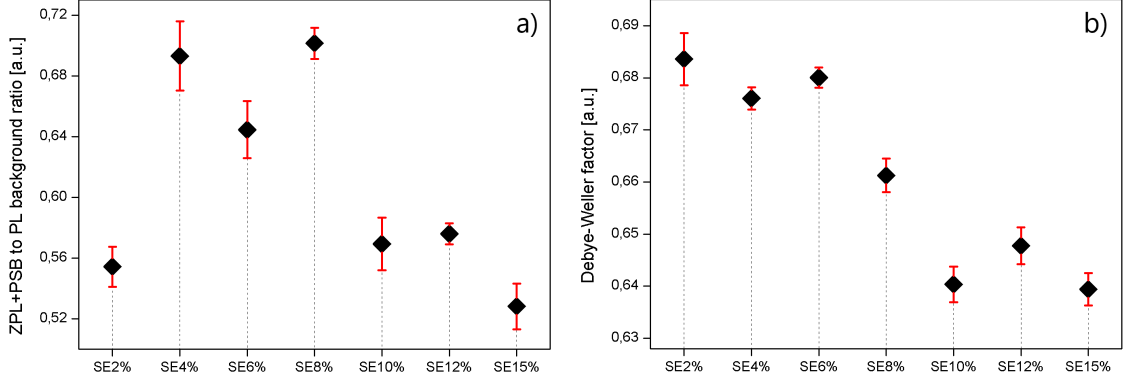 a)
ZPL+PSB to PL background ratio [a.u.]
0,72
0,68
0,64
0,60
0,56
0,52
SE2% SE4% SE6% SE8% SE10% SE12% SE15%
b)
Debye-Weller factor [a.u.]
0,69
0,68
0,67
0,66
0,65
0,64
0,63
SE2% SE4% SE6% SE8% SE10% SE12% SE15%